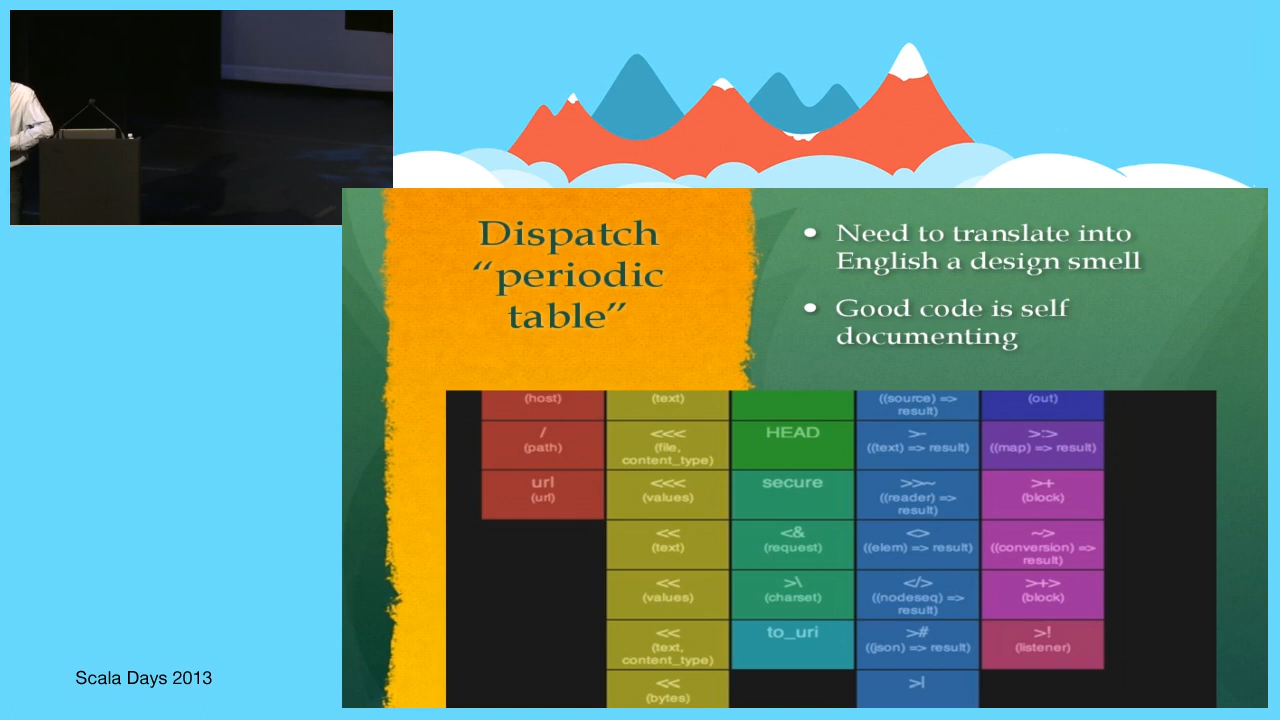 Dispatch
“periodic
table”
Need to translate into
English a design smell
Good code is self
documenting
(host)
(text)
((source) =>
result)
(out)
/
(path)
<<<
(file,
content_type)
HEAD
>-
((text) => result)
>:>
((map) => result)
url
(url)
<<<
(values)
secure
>>~
((reader) =>
result)
>+
(block)
<<
(text)
<&
(request)
<>
((elem) => result)
~>
((conversion) =>
result)
<<
(values)
>\
(charset)
</>
((nodeseq) =>
result)
>+>
(block)
<<
(text,
content_type)
to_uri
>#
((json) => result)
>!
(listener)
<<
(bytes)
>|
Scala Days 2013